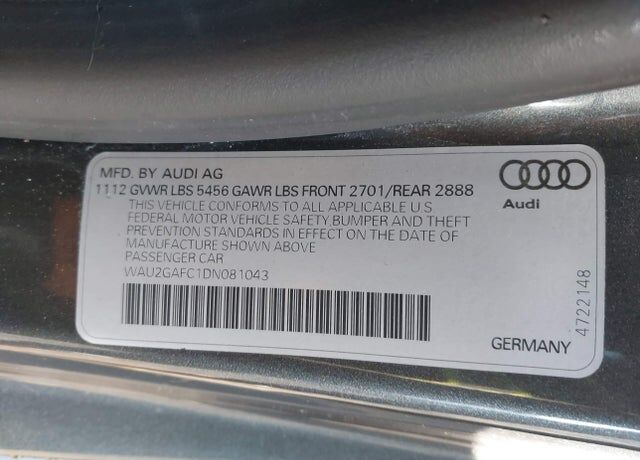 MFD. BY AUDI AG
1112 GVWR LBS 5456 GAWR LBS FRONT 2701/REAR 2888
THIS VEHICLE CONFORMS TO ALL APPLICABLE U.S
FEDERAL MOTOR VEHICLE SAFETY, BUMPER AND THEFT
PREVENTION STANDARDS IN EFFECT ON THE DATE OF
MANUFACTURE SHOWN ABOVE
PASSENGER CAR
WAU2GAFC1DN081043
Audi
GERMANY
4722148